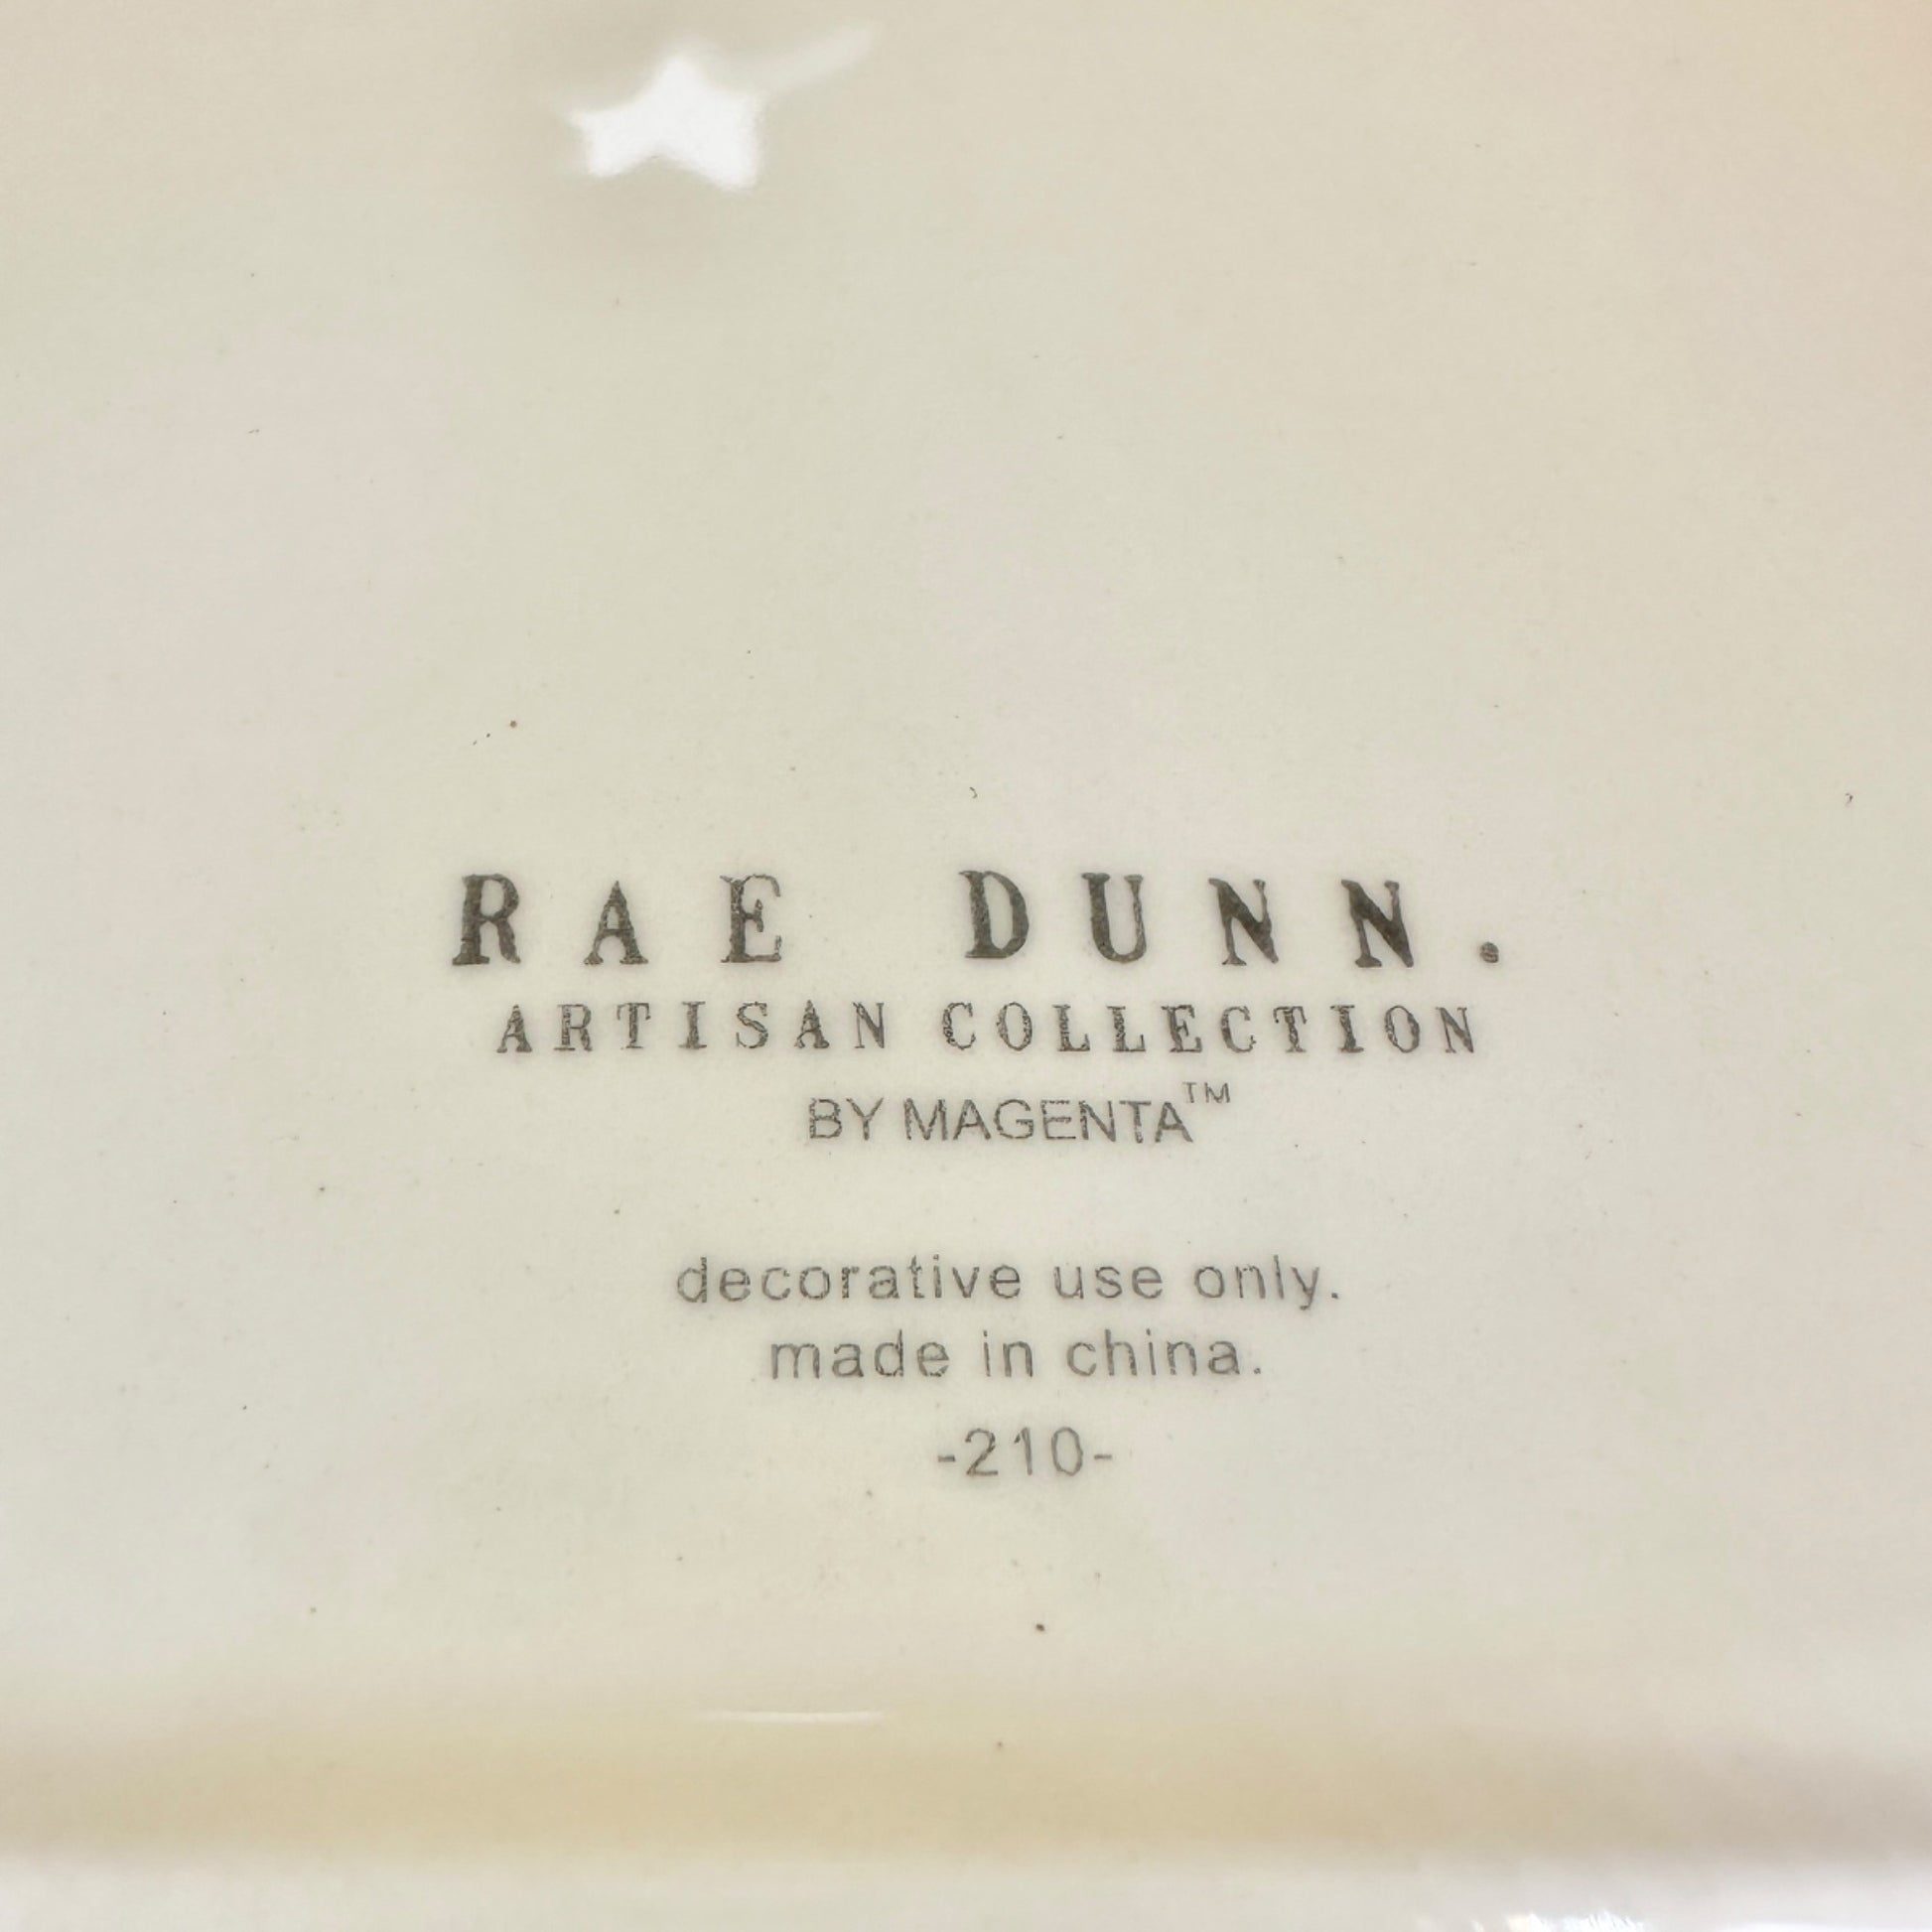 RAE DUNN.
ARTISAN COLLECTION
BY MAGENTA™
decorative use only.
made in china.
-210-